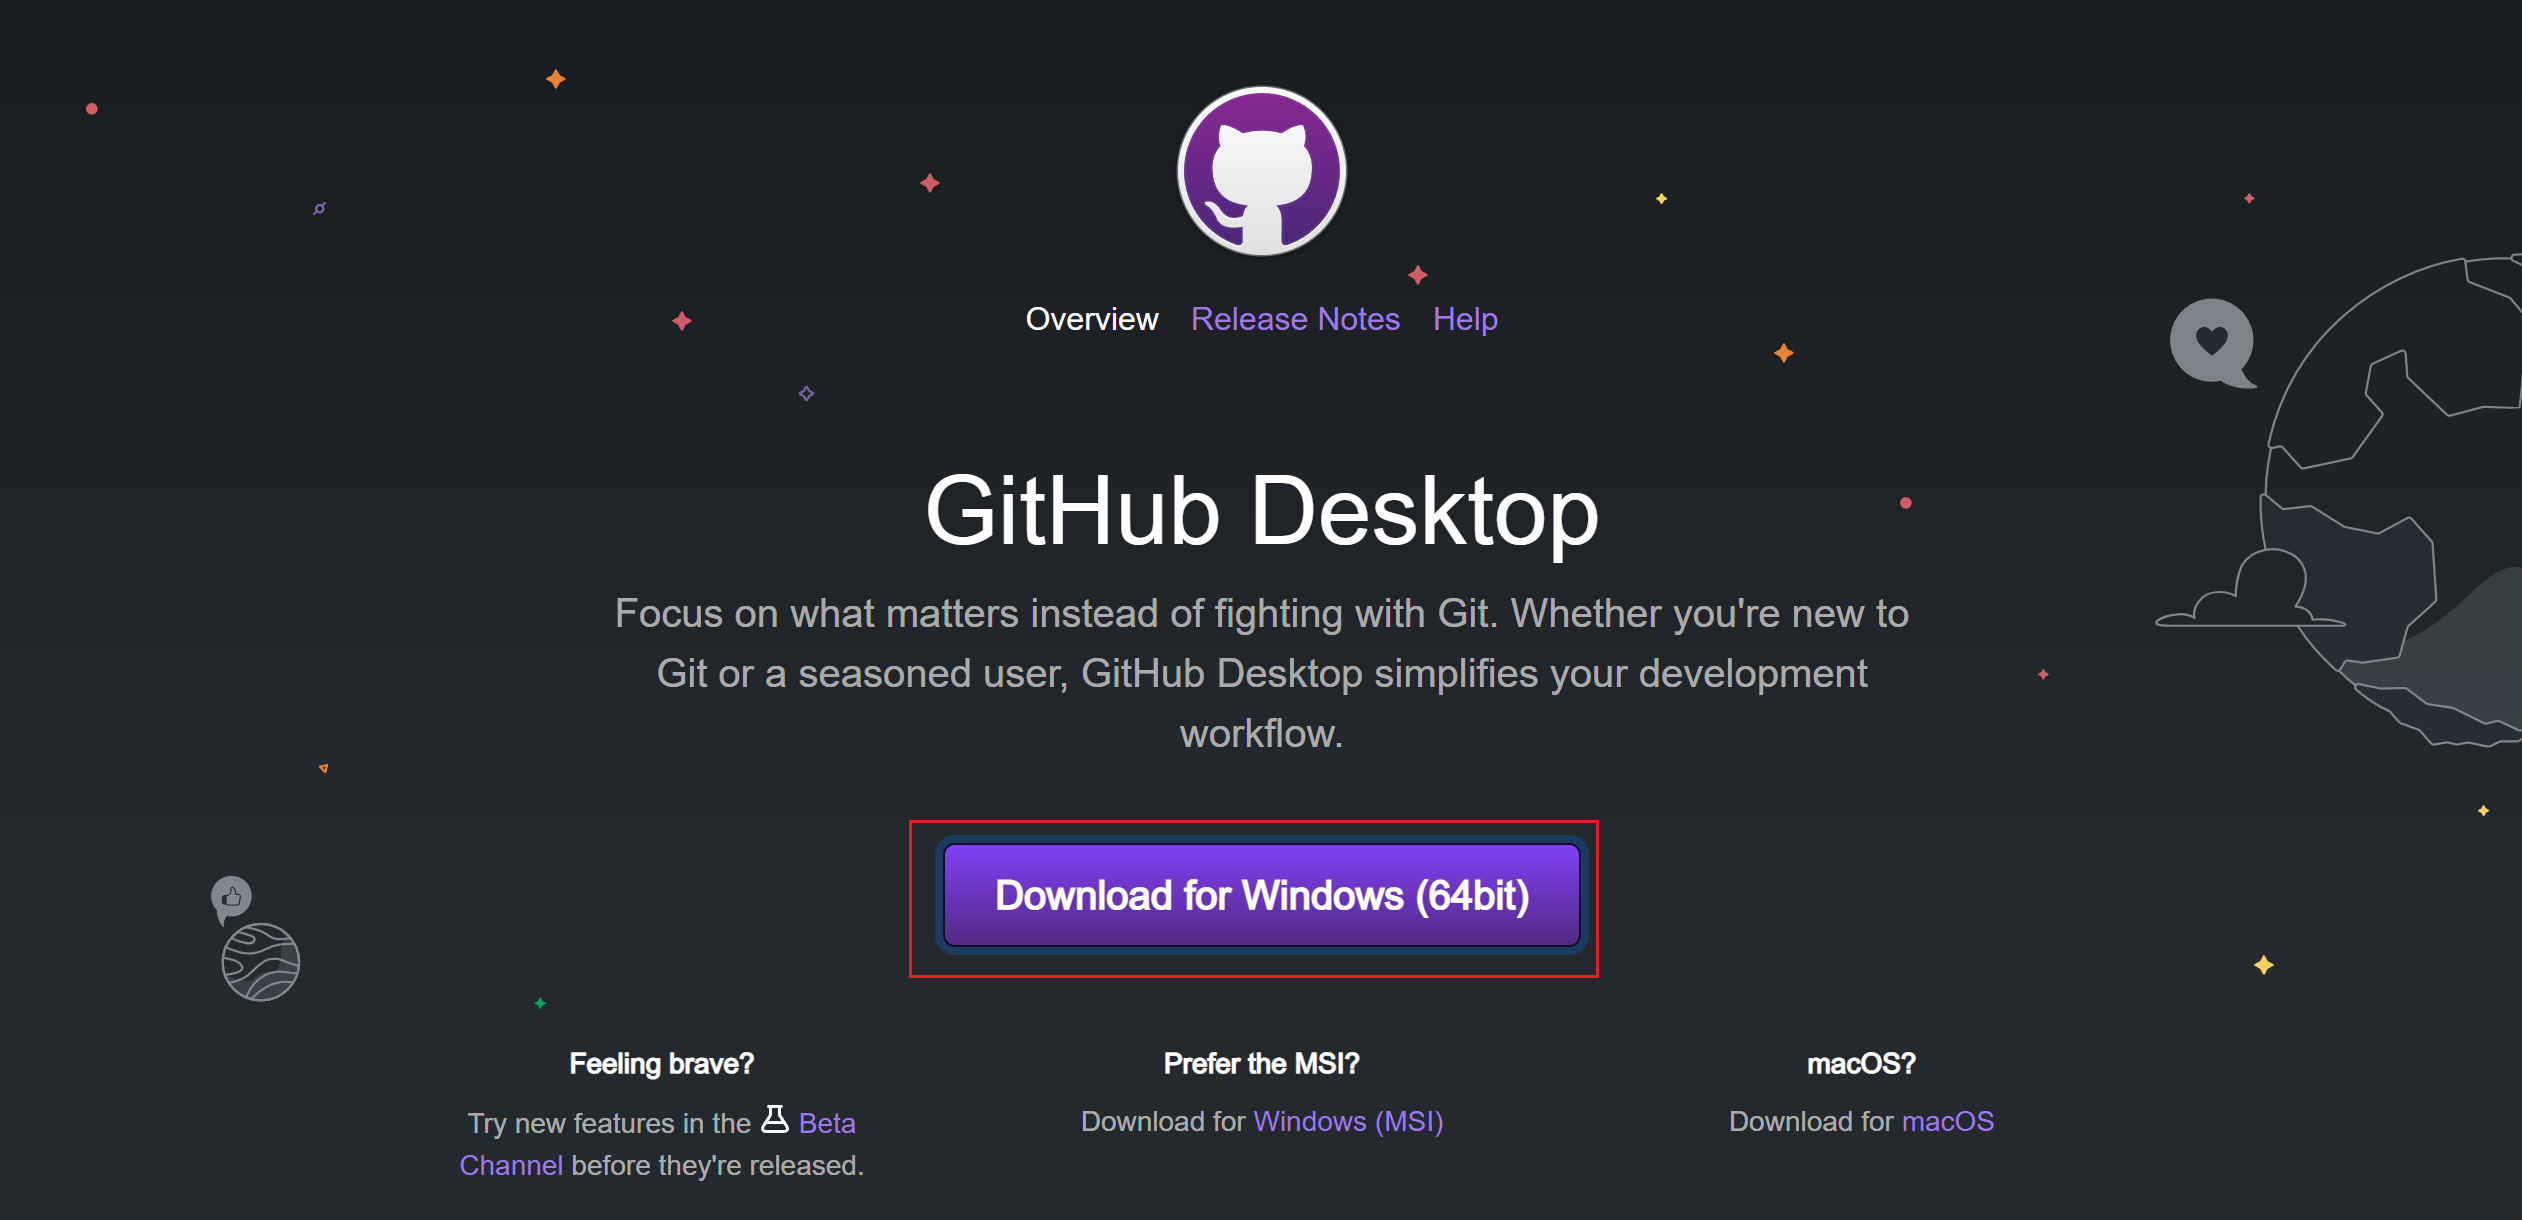 Overview Release Notes Help
GitHub Desktop
Focus on what matters instead of fighting with Git. Whether you're new to
Git or a seasoned user, GitHub Desktop simplifies your development
workflow.
Download for Windows (64bit)
Feeling brave?
Try new features in the Beta
Channel before they're released.
Prefer the MSI?
Download for Windows (MSI)
macOS?
Download for macOS